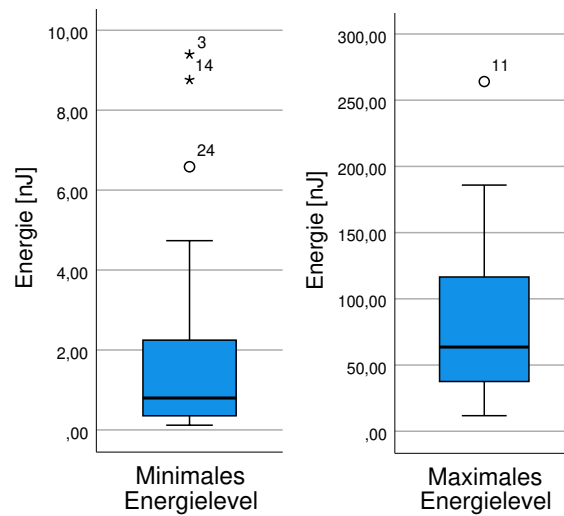 10,00
8,00
6,00
4,00
2,00
,00
Energie [nJ]
3
14
24
Minimales
Energielevel
300,00
250,00
200,00
150,00
100,00
50,00
,00
Energie [nJ]
11
Maximales
Energielevel